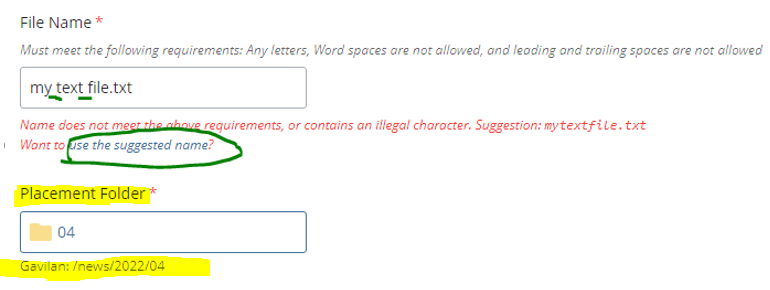 File Name *
Must meet the following requirements: Any letters, Word spaces are not allowed, and leading and trailing spaces are not allowed
my text file.txt
Name does not meet the above requirements, or contains an illegal character. Suggestion: mytextfile.txt
Want to use the suggested name?
Placement Folder *
04
Gavilan: /news/2022/04